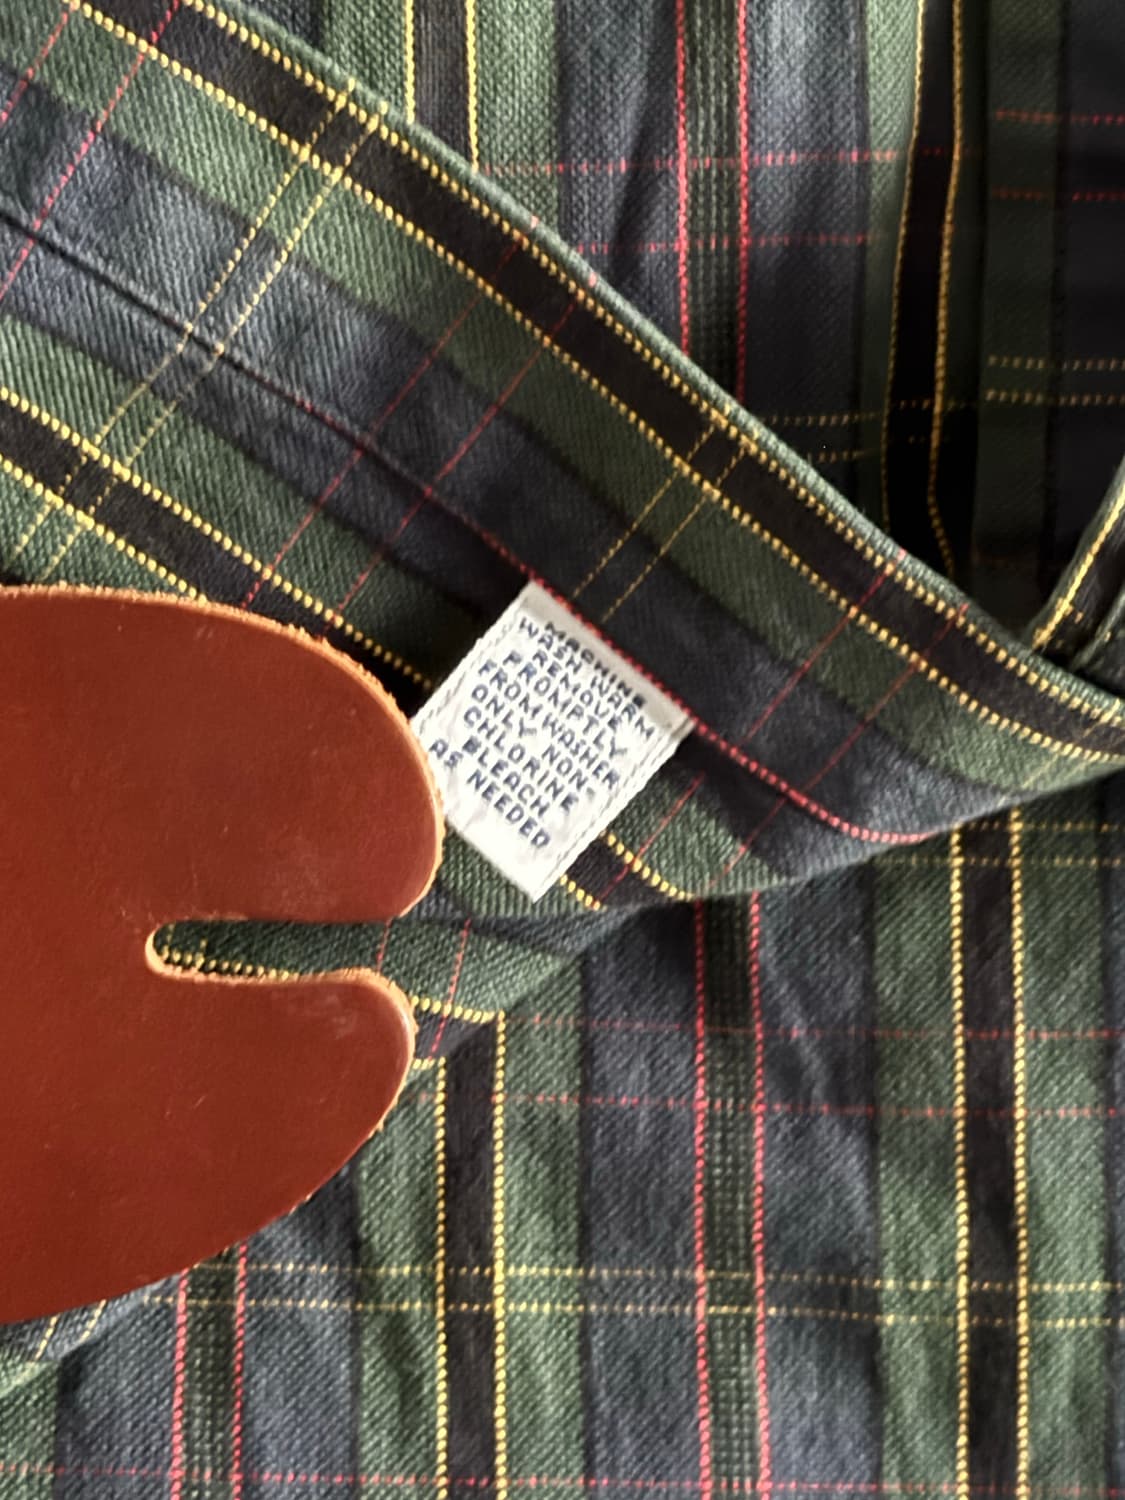 MACHINE
WASH WARM
REMOVE
PROMPTLY
FROM WASHER
ONLY NON
CHLORINE
BLEACH
AS NEEDED